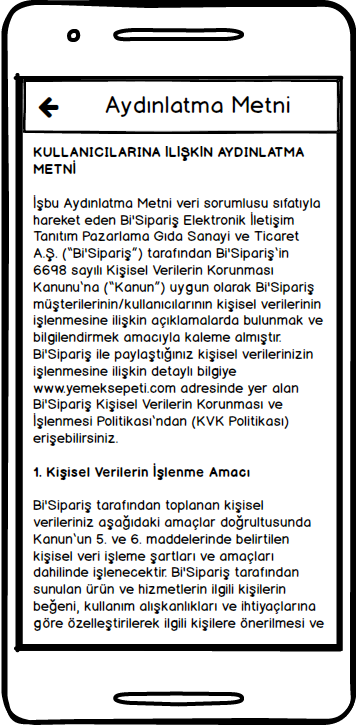 Aydınlatma Metni
KULLANICILARINA İLİŞKİN AYDINLATMA
METNİ
İşbu Aydınlatma Metni veri sorumlusu sıfatıyla
hareket eden Bi'Sipariş Elektronik İletişim
Tanıtım Pazarlama Gıda Sanayi ve Ticaret
A.Ş. ("Bi'Sipariş") tarafından Bi'Sipariş'in
6698 sayılı Kişisel Verilerin Korunması
Kanunu'na ("Kanun") uygun olarak Bi'Sipariş
müşterilerinin/kullanıcılarının kişisel verilerinin
işlenmesine ilişkin açıklamalarda bulunmak ve
bilgilendirmek amacıyla kaleme almıştır.
Bi'Sipariş ile paylaştığınız kişisel verilerinizin
işlenmesine ilişkin detaylı bilgiye
www.yemeksepeti.com adresinde yer alan
Bi'Sipariş Kişisel Verilerin Korunması ve
İşlenmesi Politikası'ndan (KVK Politikası)
erişebilirsiniz.
1. Kişisel Verilerin İşlenme Amacı
Bi'Sipariş tarafından toplanan kişisel
verileriniz aşağıdaki amaçlar doğrultusunda
Kanun'un 5. ve 6. maddelerinde belirtilen
kişisel veri işleme şartları ve amaçları
dahilinde işlenecektir. Bi'Sipariş tarafından
sunulan ürün ve hizmetlerin ilgili kişilerin
beğeni, kullanım alışkanlıkları ve ihtiyaçlarına
göre özelleştirilerek ilgili kişilere önerilmesi ve